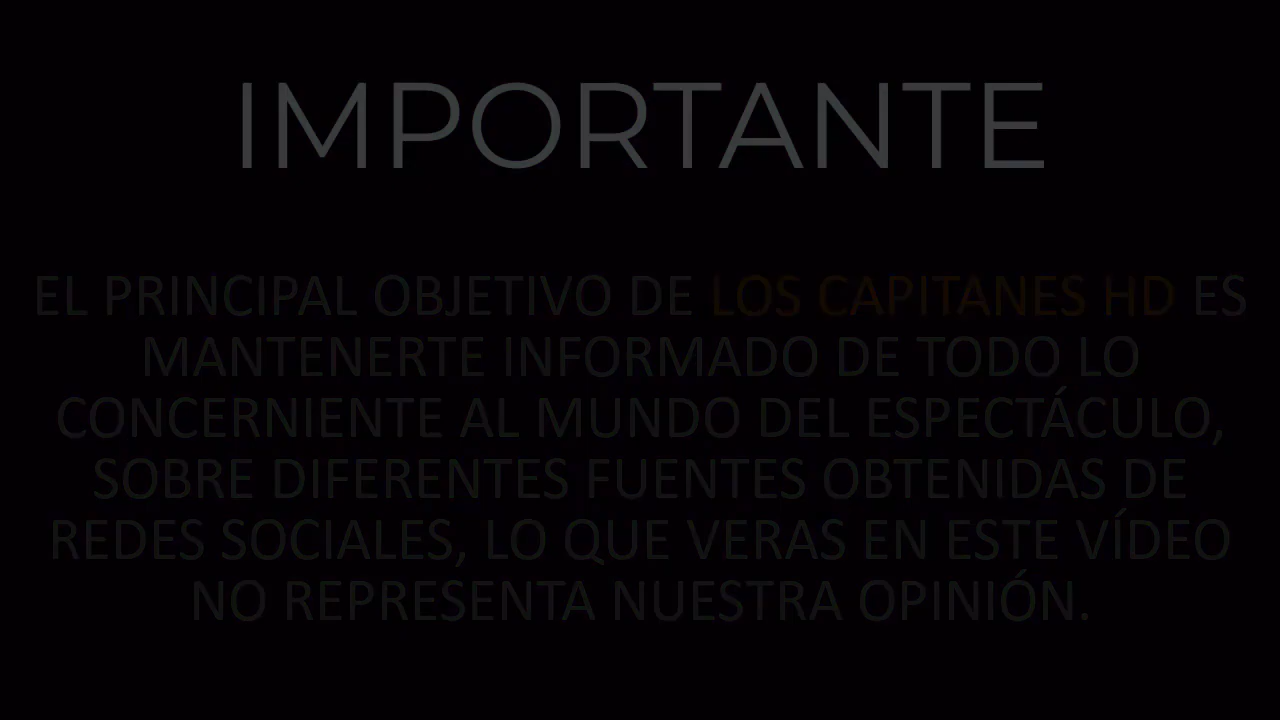 IMPORTANTE
EL PRINCIPAL OBJETIVO DE LOS CAPITANES HD ES
MANTENERTE INFORMADO DE TODO LO
CONCERNIENTE AL MUNDO DEL ESPECTÁCULO,
SOBRE DIFERENTES FUENTES OBTENIDAS DE
REDES SOCIALES, LO QUE VERAS EN ESTE VÍDEO
NO REPRESENTA NUESTRA OPINIÓN.